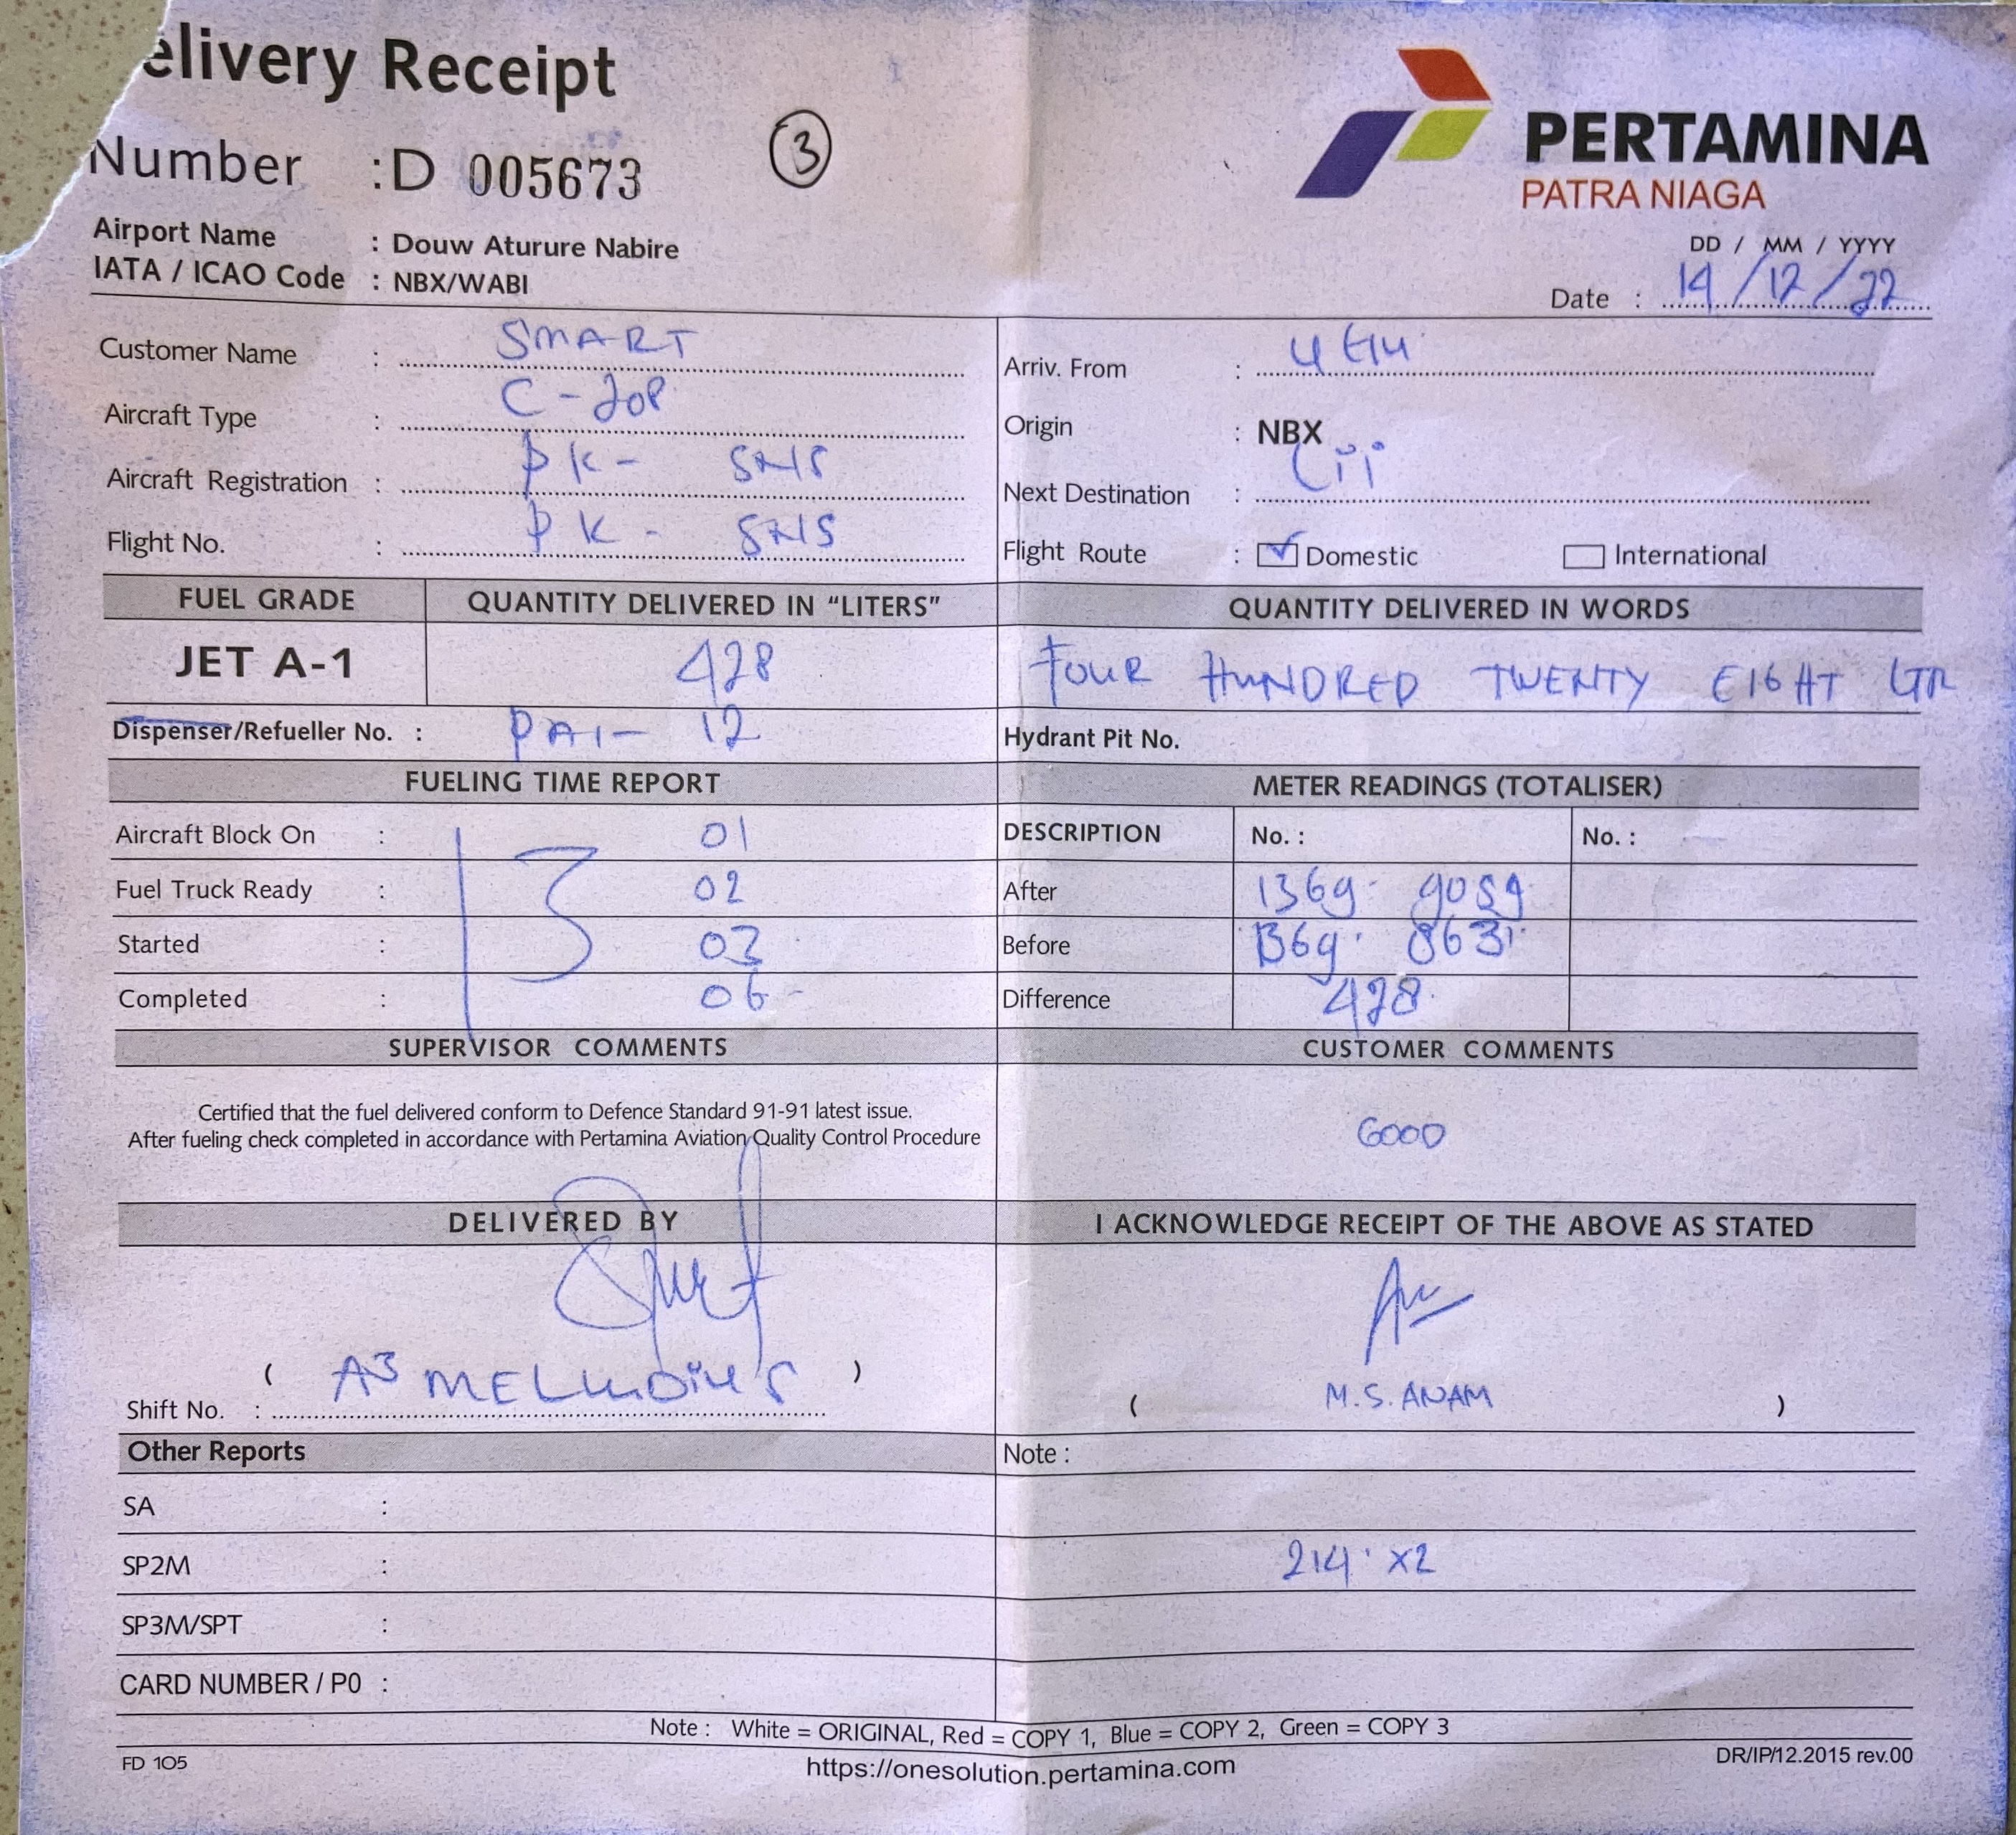 elivery Receipt
Number : D 005673
3
PERTAMINA
PATRA NIAGA
Airport Name : Douw Aturure Nabire
IATA / ICAO Code : NBX/WABI
DD / MM / YYYY
Date : 14/12/22
Customer Name : SMART
Aircraft Type : C-208
Aircraft Registration : PK-
Flight No. : PK -
Arriv. From :
Origin : NBX
Next Destination :
Flight Route : Domestic International
FUEL GRADE QUANTITY DELIVERED IN “LITERS” QUANTITY DELIVERED IN WORDS
JET A-1 428 FOUR HUNDRED TWENTY EIGHT LTR
Dispenser/Refueller No. : PAI- 12 Hydrant Pit No.
FUELING TIME REPORT
Aircraft Block On : 01
Fuel Truck Ready : 13 02
Started : 03
Completed : 06
METER READINGS (TOTALISER)
DESCRIPTION No. : No. :
After 1369 9059
Before 1369 8631
Difference 428
SUPERVISOR COMMENTS
Certified that the fuel delivered conform to Defence Standard 91-91 latest issue.
After fueling check completed in accordance with Pertamina Aviation Quality Control Procedure
CUSTOMER COMMENTS
GOOD
DELIVERED BY
( )
Shift No. :
I ACKNOWLEDGE RECEIPT OF THE ABOVE AS STATED
( M.S. ANAM )
Other Reports
SA :
SP2M :
SP3M/SPT :
CARD NUMBER / P0 :
Note :
214 x2
Note : White = ORIGINAL, Red = COPY 1, Blue = COPY 2, Green = COPY 3
FD 105
https://onesolution.pertamina.com
DR/IP/12.2015 rev.00